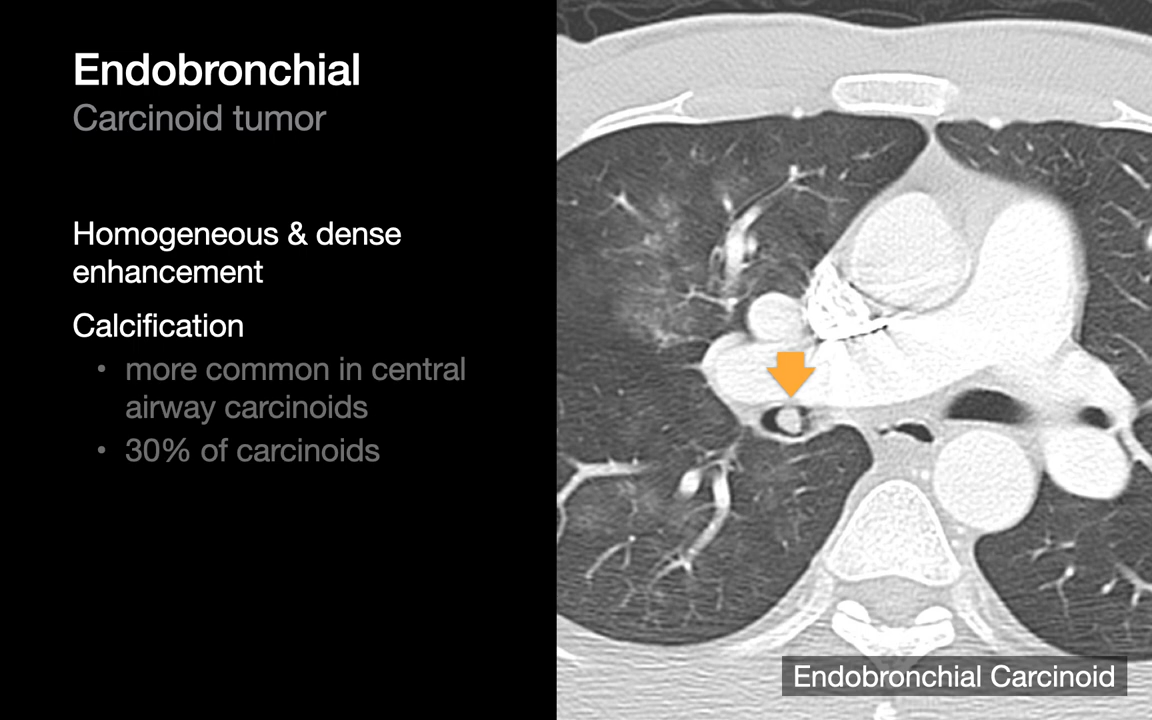 Endobronchial
Carcinoid tumor
Homogeneous & dense
enhancement
Calcification
• more common in central
airway carcinoids
• 30% of carcinoids
Endobronchial Carcinoid